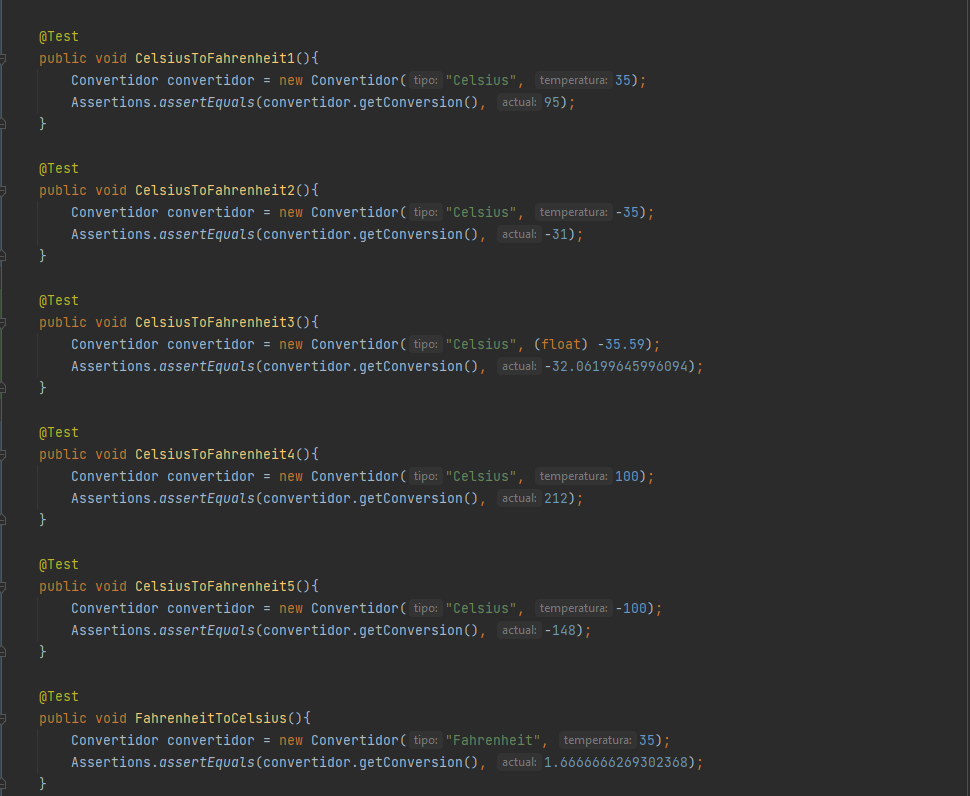 @Test
public void CelsiusToFahrenheit1(){
Convertidor convertidor = new Convertidor( tipo: "Celsius", temperatura: 35);
Assertions.assertEquals(convertidor.getConversion(), actual: 95);
}
@Test
public void CelsiusToFahrenheit2(){
Convertidor convertidor = new Convertidor( tipo: "Celsius", temperatura: -35);
Assertions.assertEquals(convertidor.getConversion(), actual: -31);
}
@Test
public void CelsiusToFahrenheit3(){
Convertidor convertidor = new Convertidor( tipo: "Celsius", (float) -35.59);
Assertions.assertEquals(convertidor.getConversion(), actual: -32.06199645996094);
}
@Test
public void CelsiusToFahrenheit4(){
Convertidor convertidor = new Convertidor( tipo: "Celsius", temperatura: 100);
Assertions.assertEquals(convertidor.getConversion(), actual: 212);
}
@Test
public void CelsiusToFahrenheit5(){
Convertidor convertidor = new Convertidor( tipo: "Celsius", temperatura: -100);
Assertions.assertEquals(convertidor.getConversion(), actual: -148);
}
@Test
public void FahrenheitToCelsius(){
Convertidor convertidor = new Convertidor( tipo: "Fahrenheit", temperatura: 35);
Assertions.assertEquals(convertidor.getConversion(), actual: 1.6666666269302368);
}